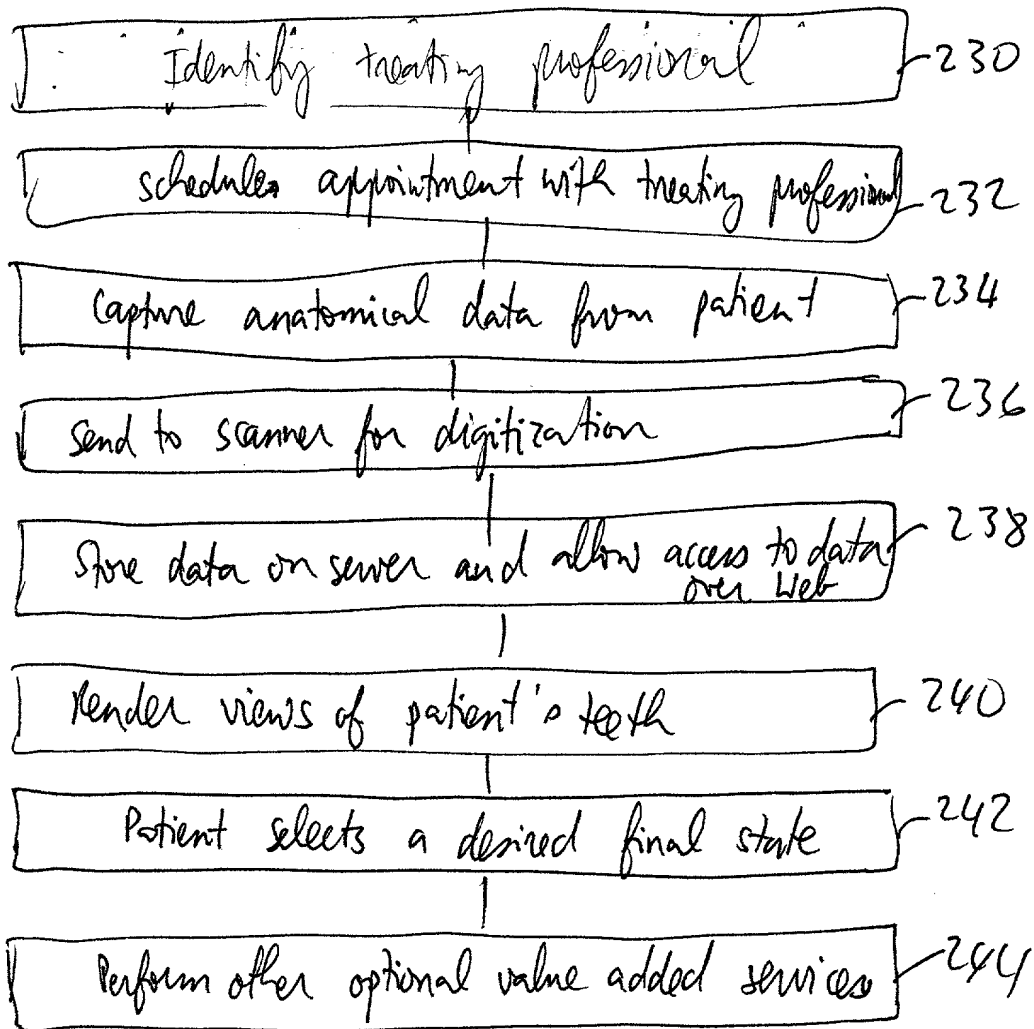 Identify treating professional 230
schedules appointment with treating professional 232
Capture anatomical data from patient 234
Send to scanner for digitization 236
Store data on server and allow access to data 238
over Web
Render views of patient's teeth 240
Patient selects a desired final state 242
Perform other optional value added services 244